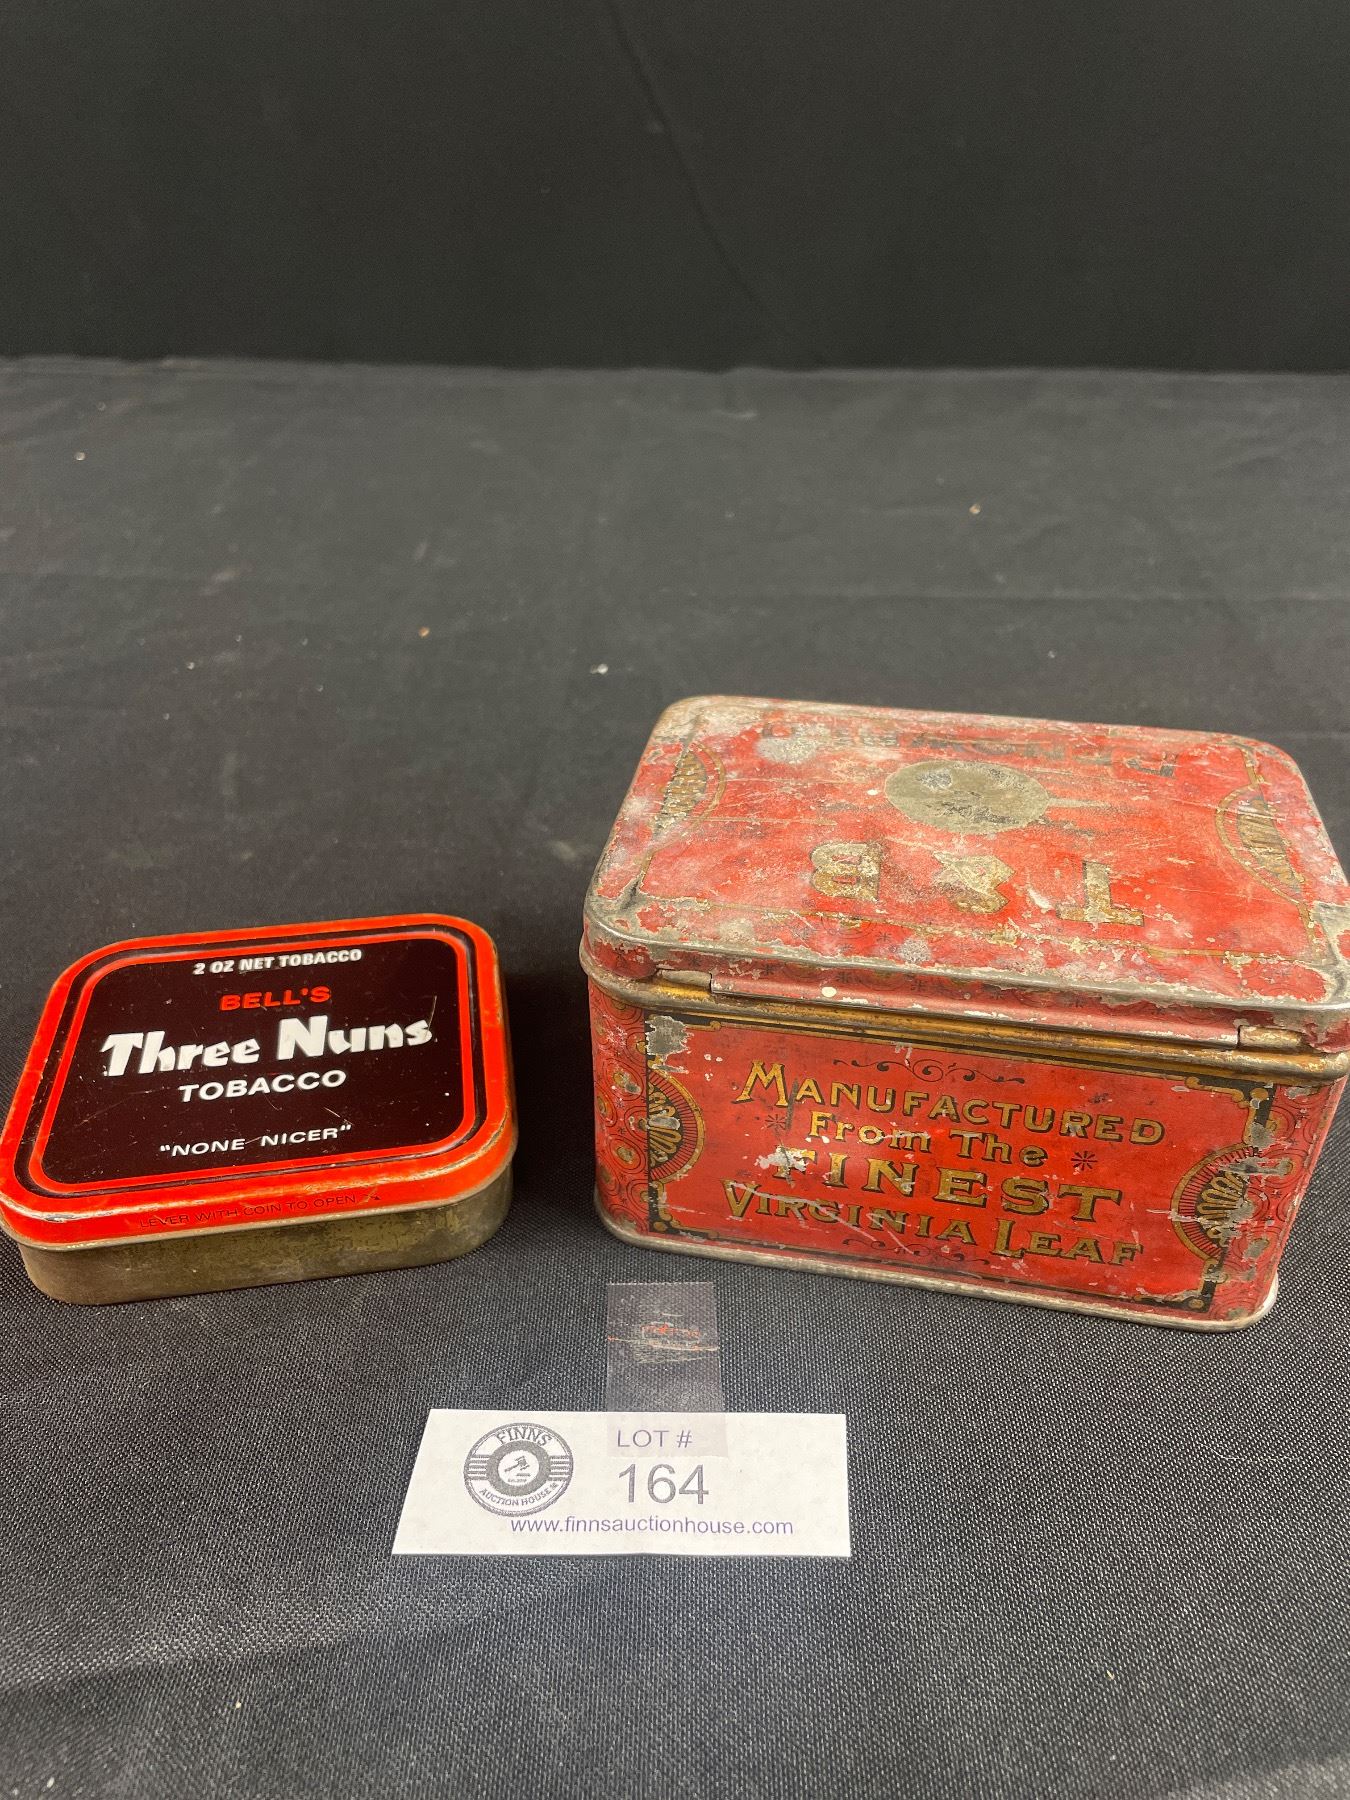 2 OZ NET TOBACCO
BELL'S
Three Nuns
TOBACCO
"NONE NICER"
LEVER WITH COIN TO OPEN
RENOWNED
T & B
MANUFACTURED
From The
FINEST
VIRGINIA LEAF
FINNS
AUCTION HOUSE
LOT #
164
www.finnsauctionhouse.com